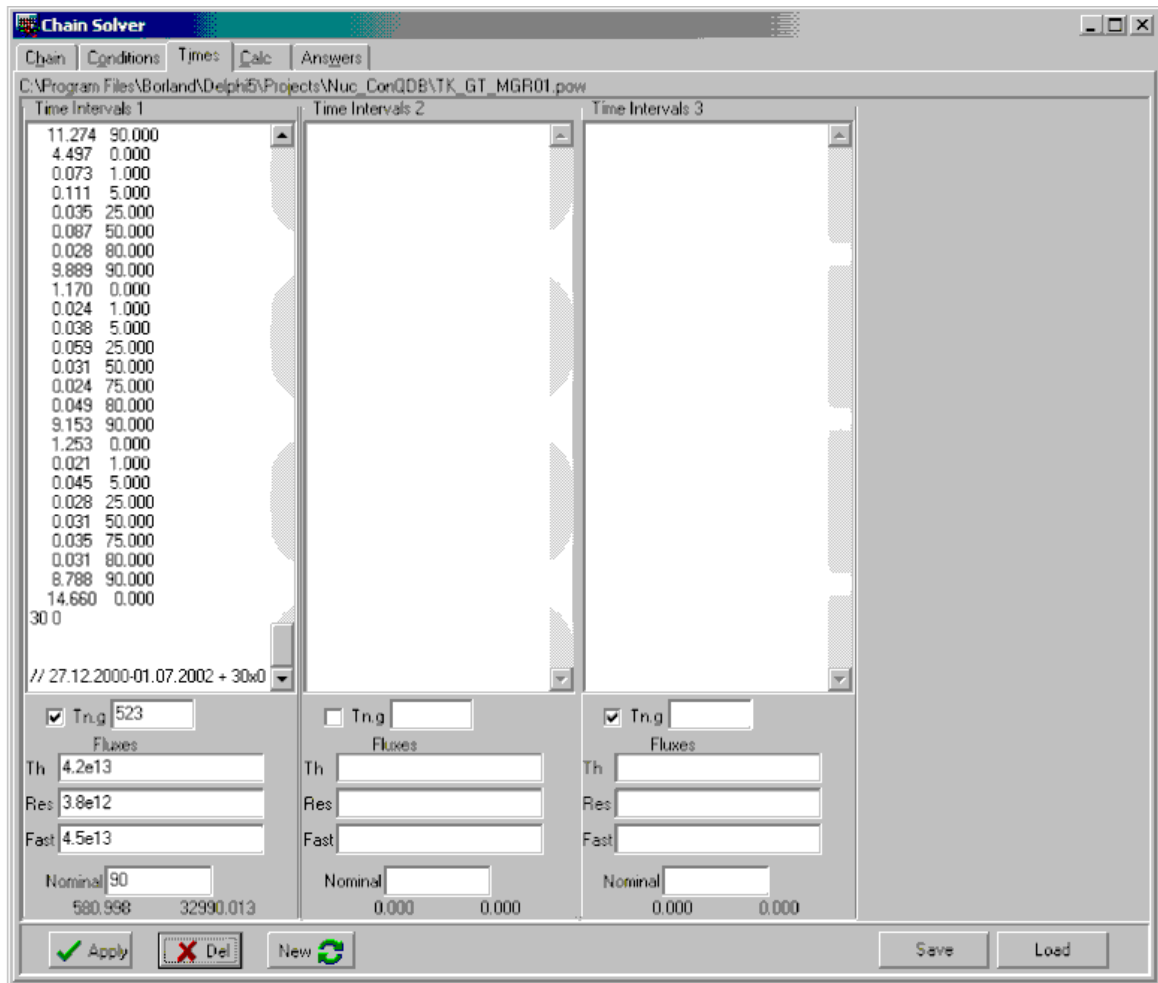 Chain Solver
Chain Conditions Times Calc Answers
C:\Program Files\Borland\Delphi5\Projects\Nuc_ConQDB\TK_GT_MGR01.pow
Time Intervals 1 Time Intervals 2 Time Intervals 3
11.274 90.000
4.497 0.000
0.073 1.000
0.111 5.000
0.035 25.000
0.087 50.000
0.028 80.000
9.889 90.000
1.170 0.000
0.024 1.000
0.038 5.000
0.059 25.000
0.031 50.000
0.024 75.000
0.049 80.000
9.153 90.000
1.253 0.000
0.021 1.000
0.045 5.000
0.028 25.000
0.031 50.000
0.035 75.000
0.031 80.000
8.788 90.000
14.660 0.000
30 0
// 27.12.2000-01.07.2002 + 30x0
Tn.g 523 Tn.g Tn.g
Fluxes Fluxes Fluxes
Th 4.2e13 Th Th
Res 3.8e12 Res Res
Fast 4.5e13 Fast Fast
Nominal 90 Nominal Nominal
580.998 32990.013 0.000 0.000 0.000 0.000
Apply Del New Save Load